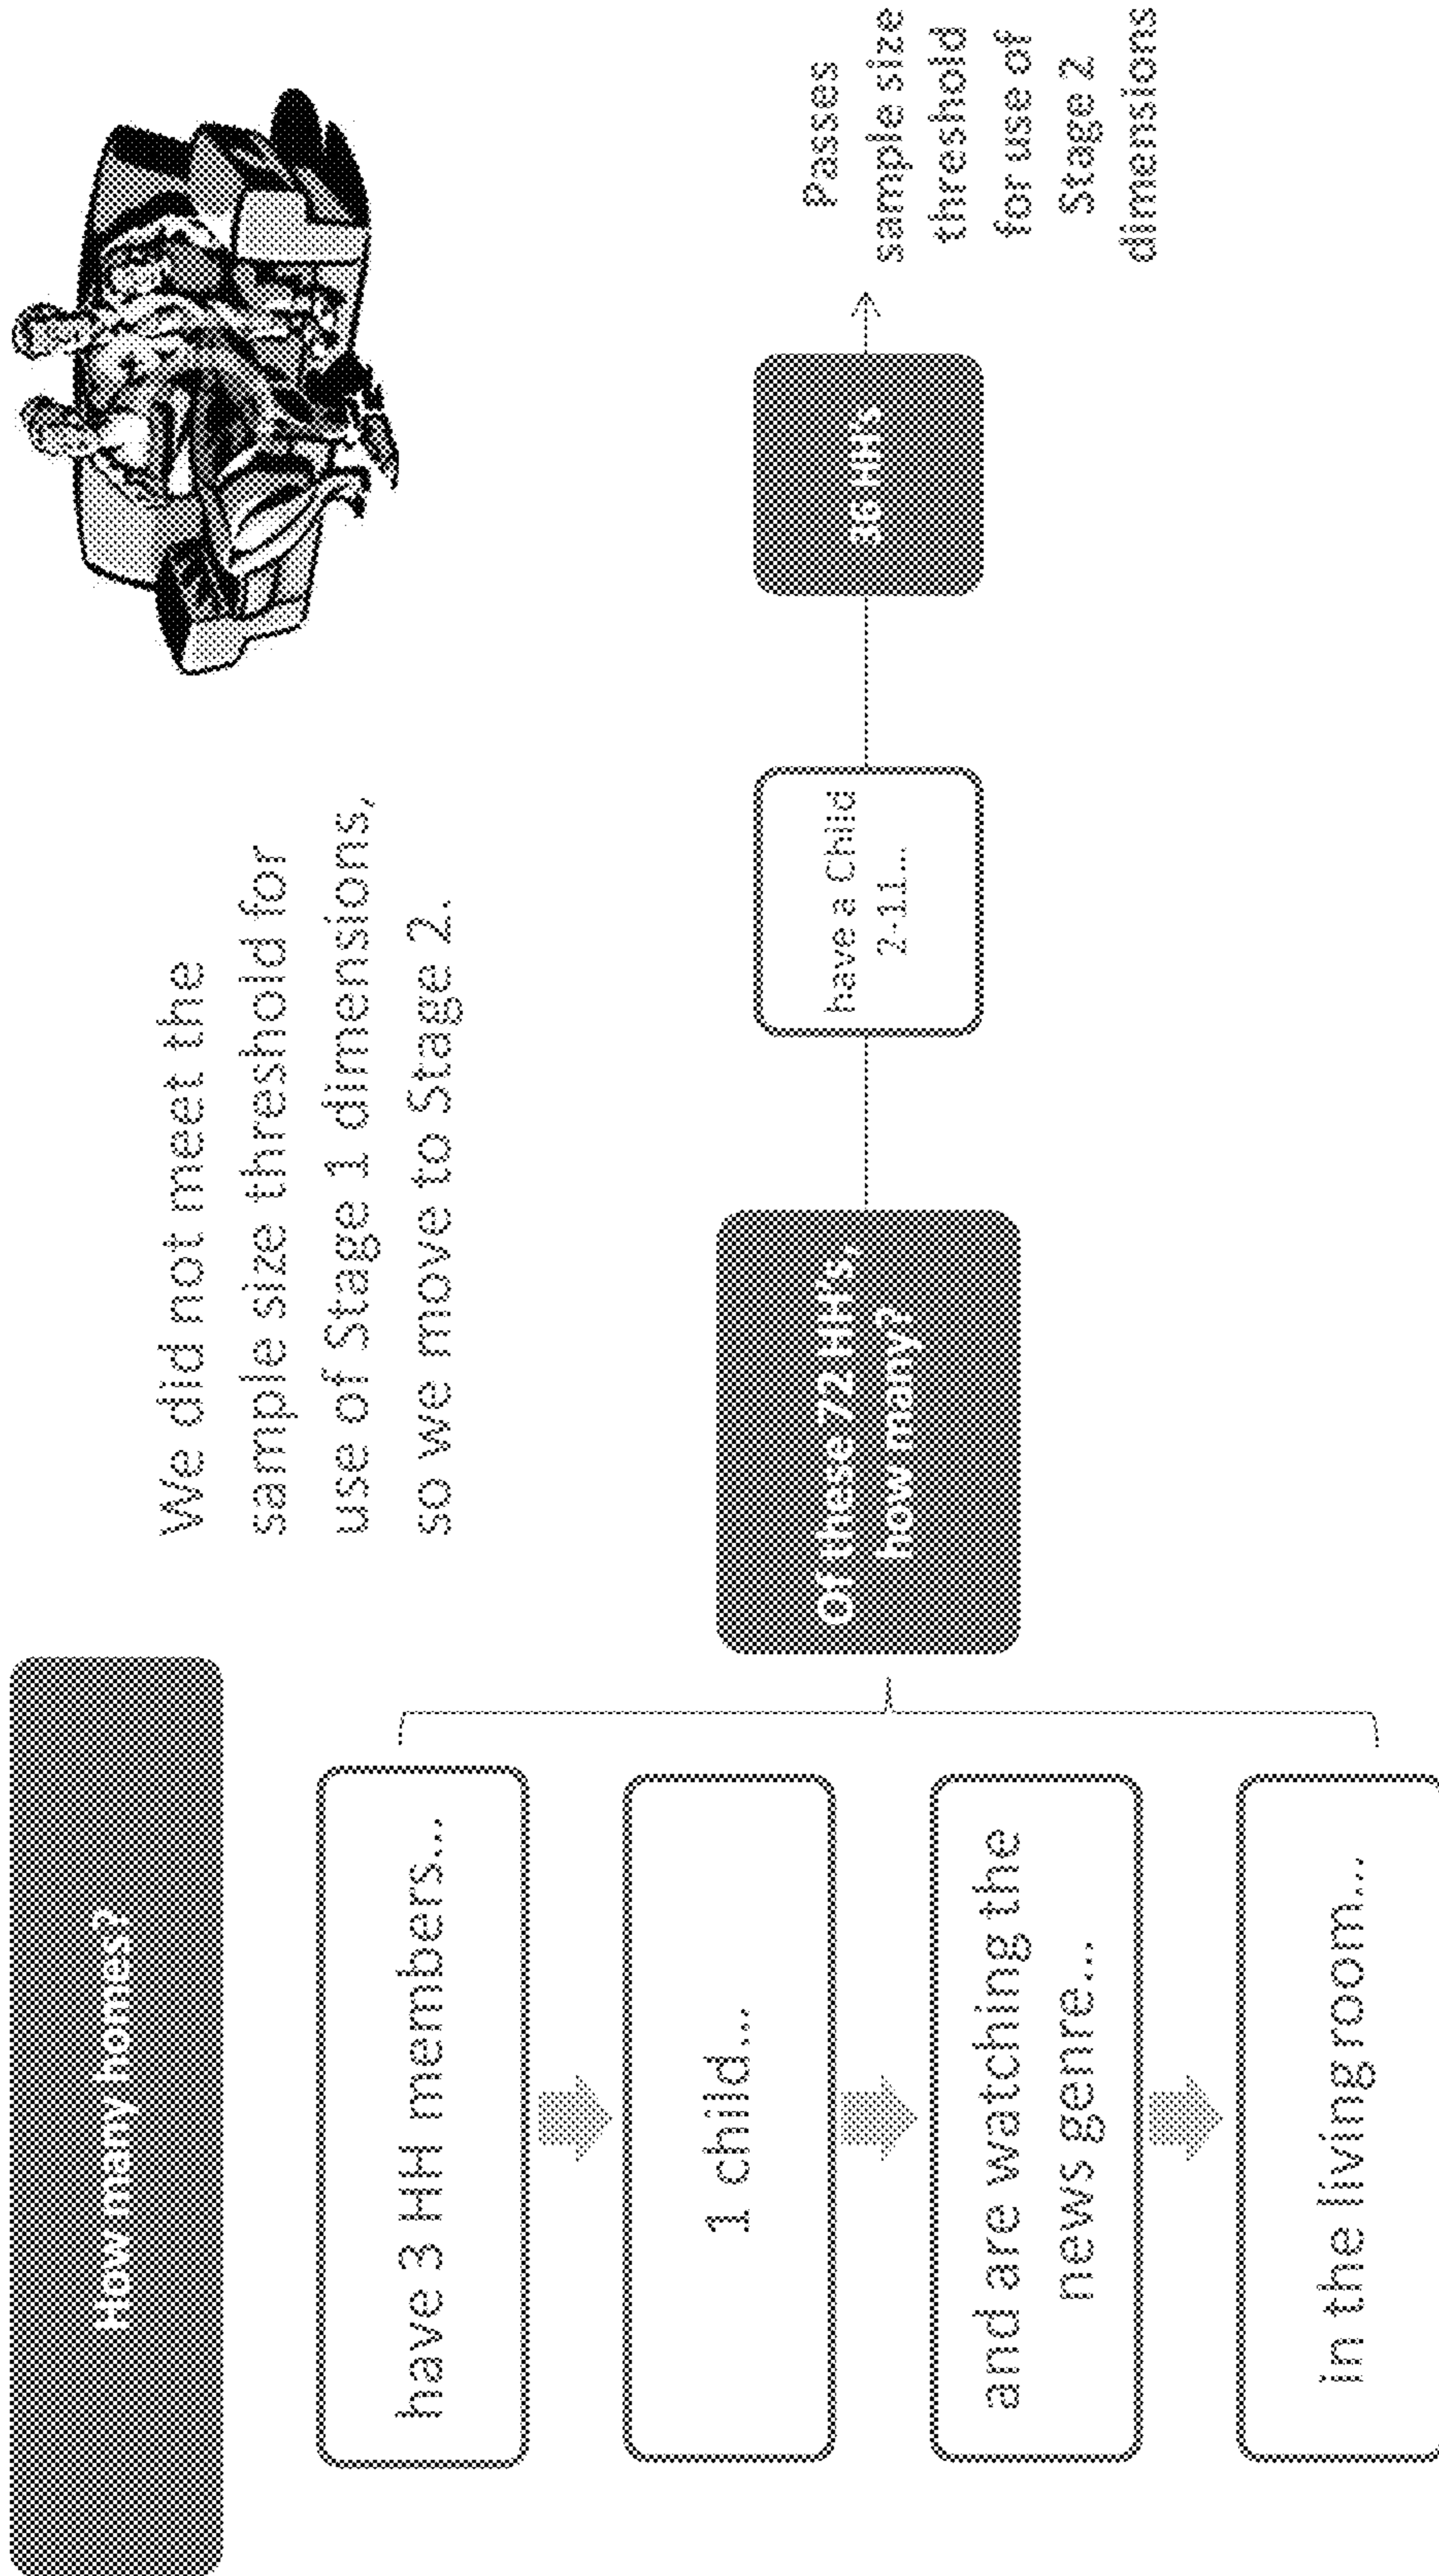 How many homes?
We did not meet the
sample size threshold for
use of Stage 1 dimensions,
so we move to Stage 2.
have 3 HH members...
1 child...
and are watching the
news genre...
in the living room...
Of these 72 HH's,
how many?
have a Child
2-11...
36 HH's
Passes
sample size
threshold
for use of
Stage 2
dimensions